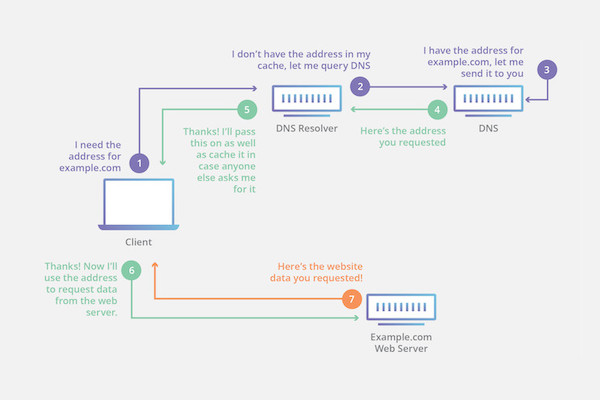 I don't have the address in my
cache, let me query DNS
2
I have the address for
example.com, let me
send it to you
3
I need the
address for
example.com
1
5
Thanks! I'll pass
this on as well
as cache it in
case anyone
else asks me
for it
DNS Resolver
4
Here's the address
you requested
DNS
Client
Thanks! Now I'll
use the address
to request data
from the web
server.
6
Here's the website
data you requested!
7
Example.com
Web Server